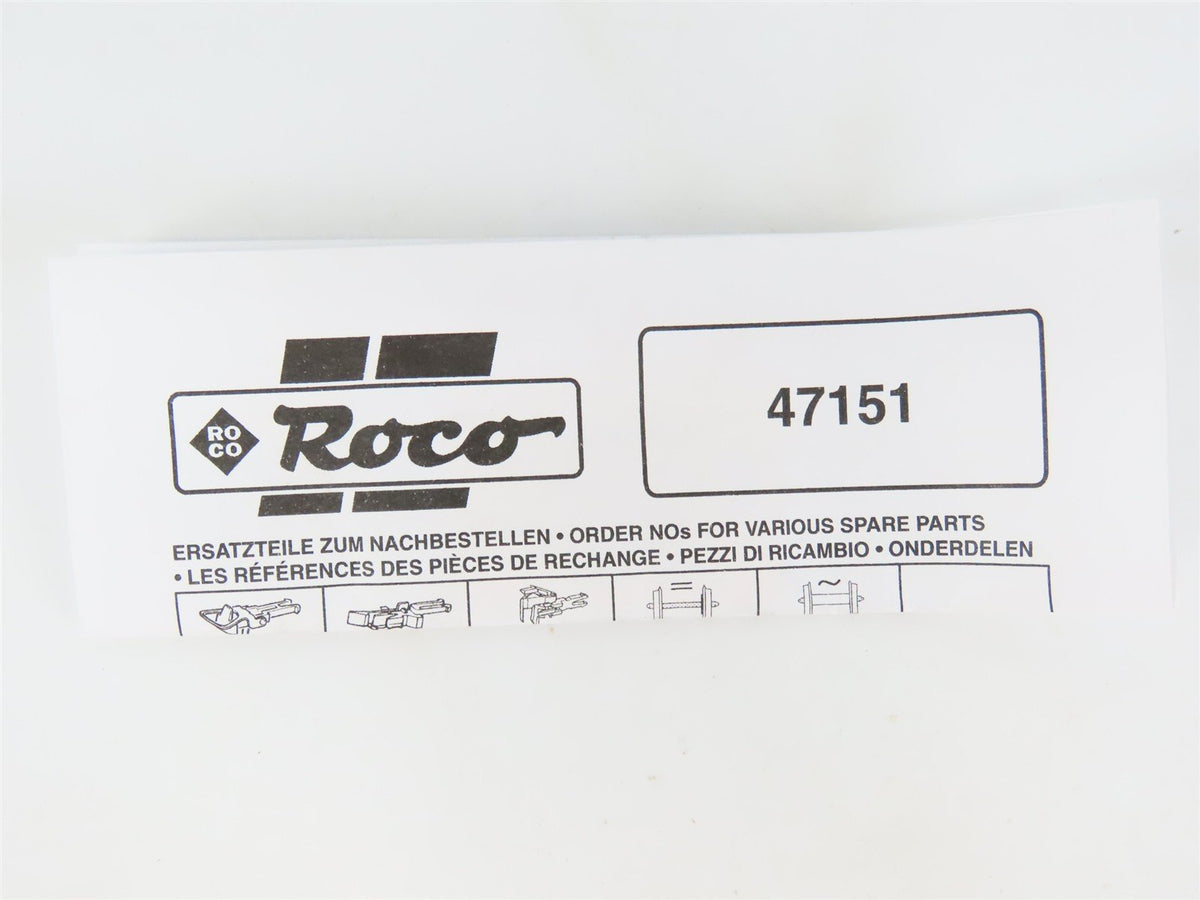 RO
CO
Roco
47151
ERSATZTEILE ZUM NACHBESTELLEN • ORDER NOs FOR VARIOUS SPARE PARTS
• LES RÉFÉRENCES DES PIÈCES DE RECHANGE • PEZZI DI RICAMBIO • ONDERDELEN
=
~